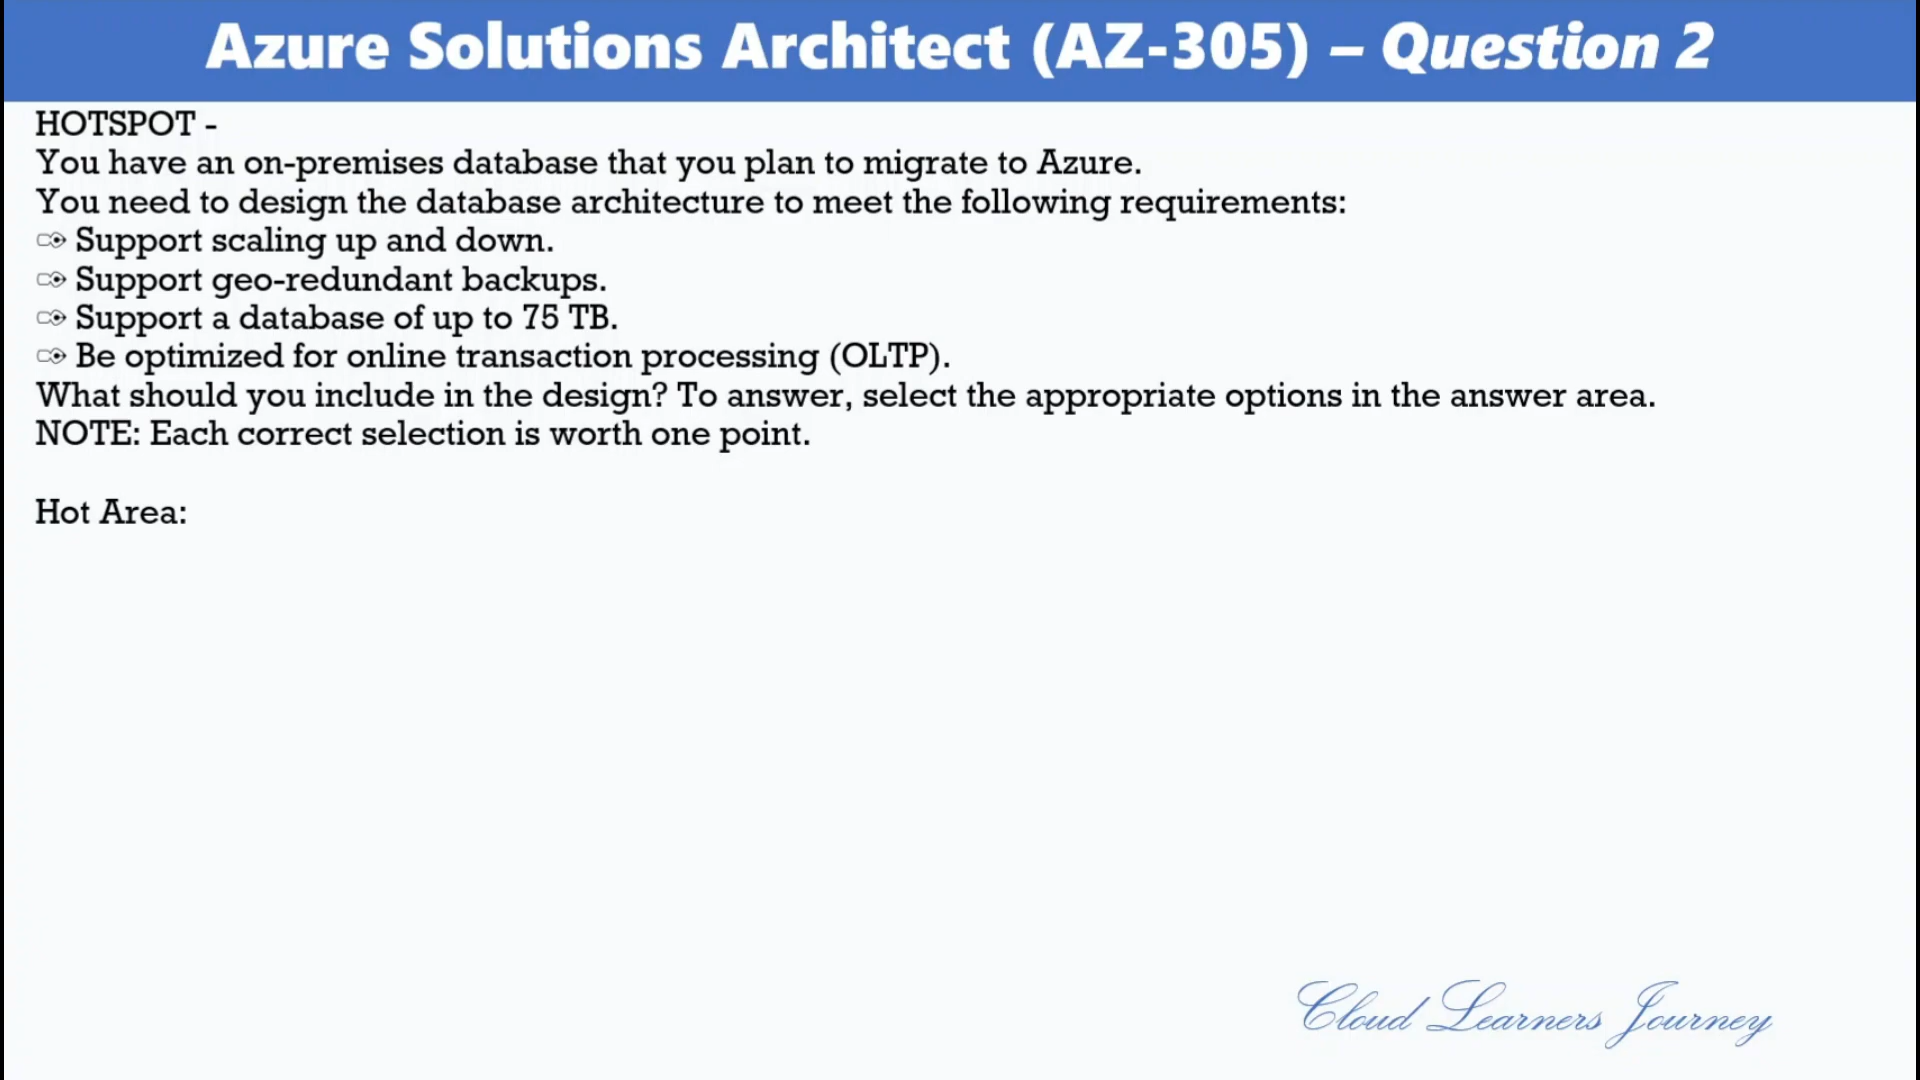 Azure Solutions Architect (AZ-305) – Question 2
HOTSPOT -
You have an on-premises database that you plan to migrate to Azure.
You need to design the database architecture to meet the following requirements:
Support scaling up and down.
Support geo-redundant backups.
Support a database of up to 75 TB.
Be optimized for online transaction processing (OLTP).
What should you include in the design? To answer, select the appropriate options in the answer area.
NOTE: Each correct selection is worth one point.
Hot Area:
Cloud Learners Journey